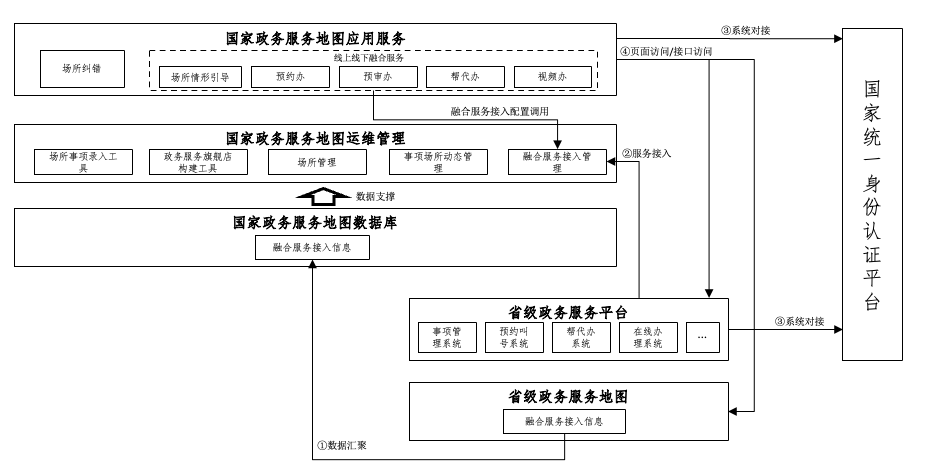 ③系统对接
国家政务服务地图应用服务
④页面访问/接口访问
线上线下融合服务
场所纠错
场所情形引导
预约办
预审办
帮代办
视频办
融合服务接入配置调用
国家政务服务地图运维管理
②服务接入
场所事项录入工
具
政务服务旗舰店
构建工具
场所管理
事项场所动态管
理
融合服务接入管
理
数据支撑
国家政务服务地图数据库
融合服务接入信息
国家统一身份认证平台
省级政务服务平台
事项管
理系统
预约叫
号系统
帮代办
系统
在线办
理系统
...
③系统对接
省级政务服务地图
融合服务接入信息
①数据汇聚